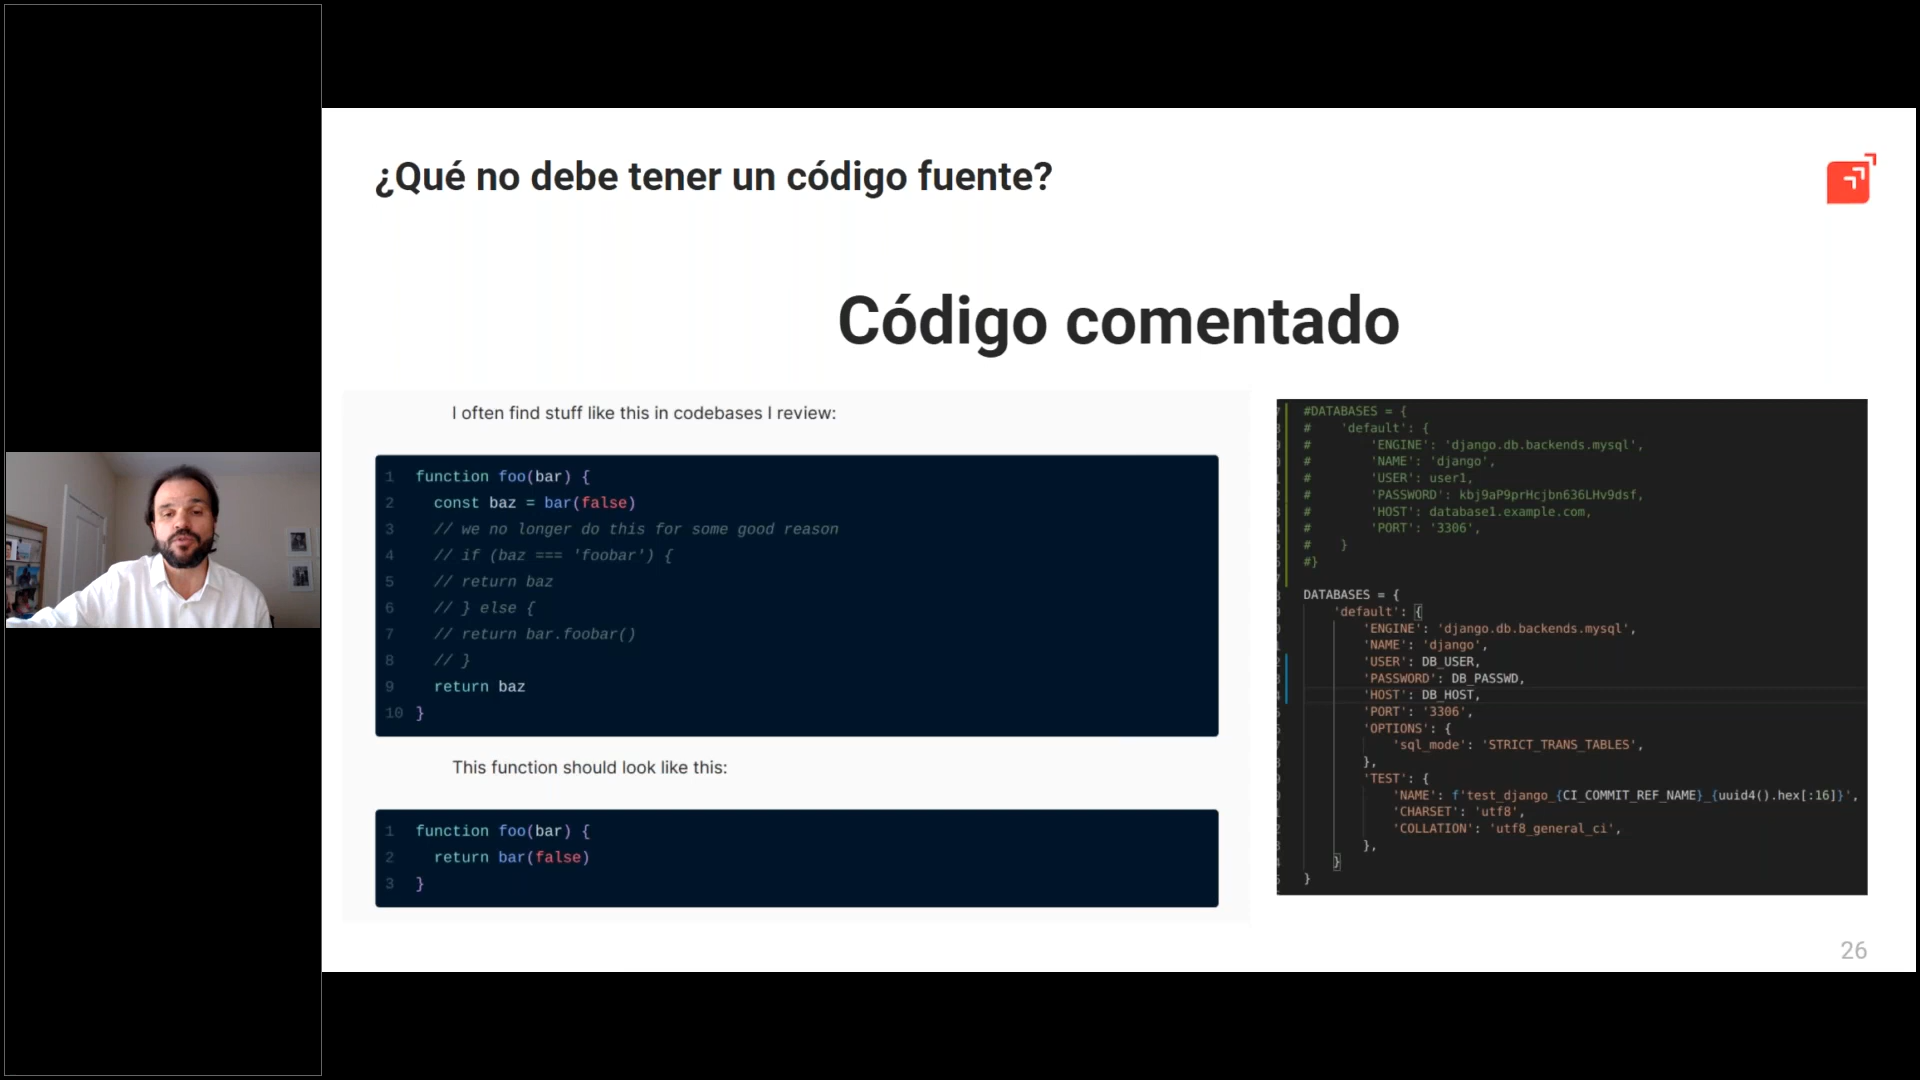 ¿Qué no debe tener un código fuente?
Código comentado
I often find stuff like this in codebases I review:
1 function foo(bar) {
2 const baz = bar(false)
3 // we no longer do this for some good reason
4 // if (baz === 'foobar') {
5 // return baz
6 // } else {
7 // return bar.foobar()
8 // }
9 return baz
10 }
This function should look like this:
1 function foo(bar) {
2 return bar(false)
3 }
#DATABASES = {
# 'default': {
# 'ENGINE': 'django.db.backends.mysql',
# 'NAME': 'django',
# 'USER': user1,
# 'PASSWORD': kbj9aP9prHcjbn636LHv9dsf,
# 'HOST': database1.example.com,
# 'PORT': '3306',
# }
#}
DATABASES = {
'default': {
'ENGINE': 'django.db.backends.mysql',
'NAME': 'django',
'USER': DB_USER,
'PASSWORD': DB_PASSWD,
'HOST': DB_HOST,
'PORT': '3306',
'OPTIONS': {
'sql_mode': 'STRICT_TRANS_TABLES',
},
'TEST': {
'NAME': f'test_django_{CI_COMMIT_REF_NAME}_{uuid4().hex[:16]}',
'CHARSET': 'utf8',
'COLLATION': 'utf8_general_ci',
},
}
}
26